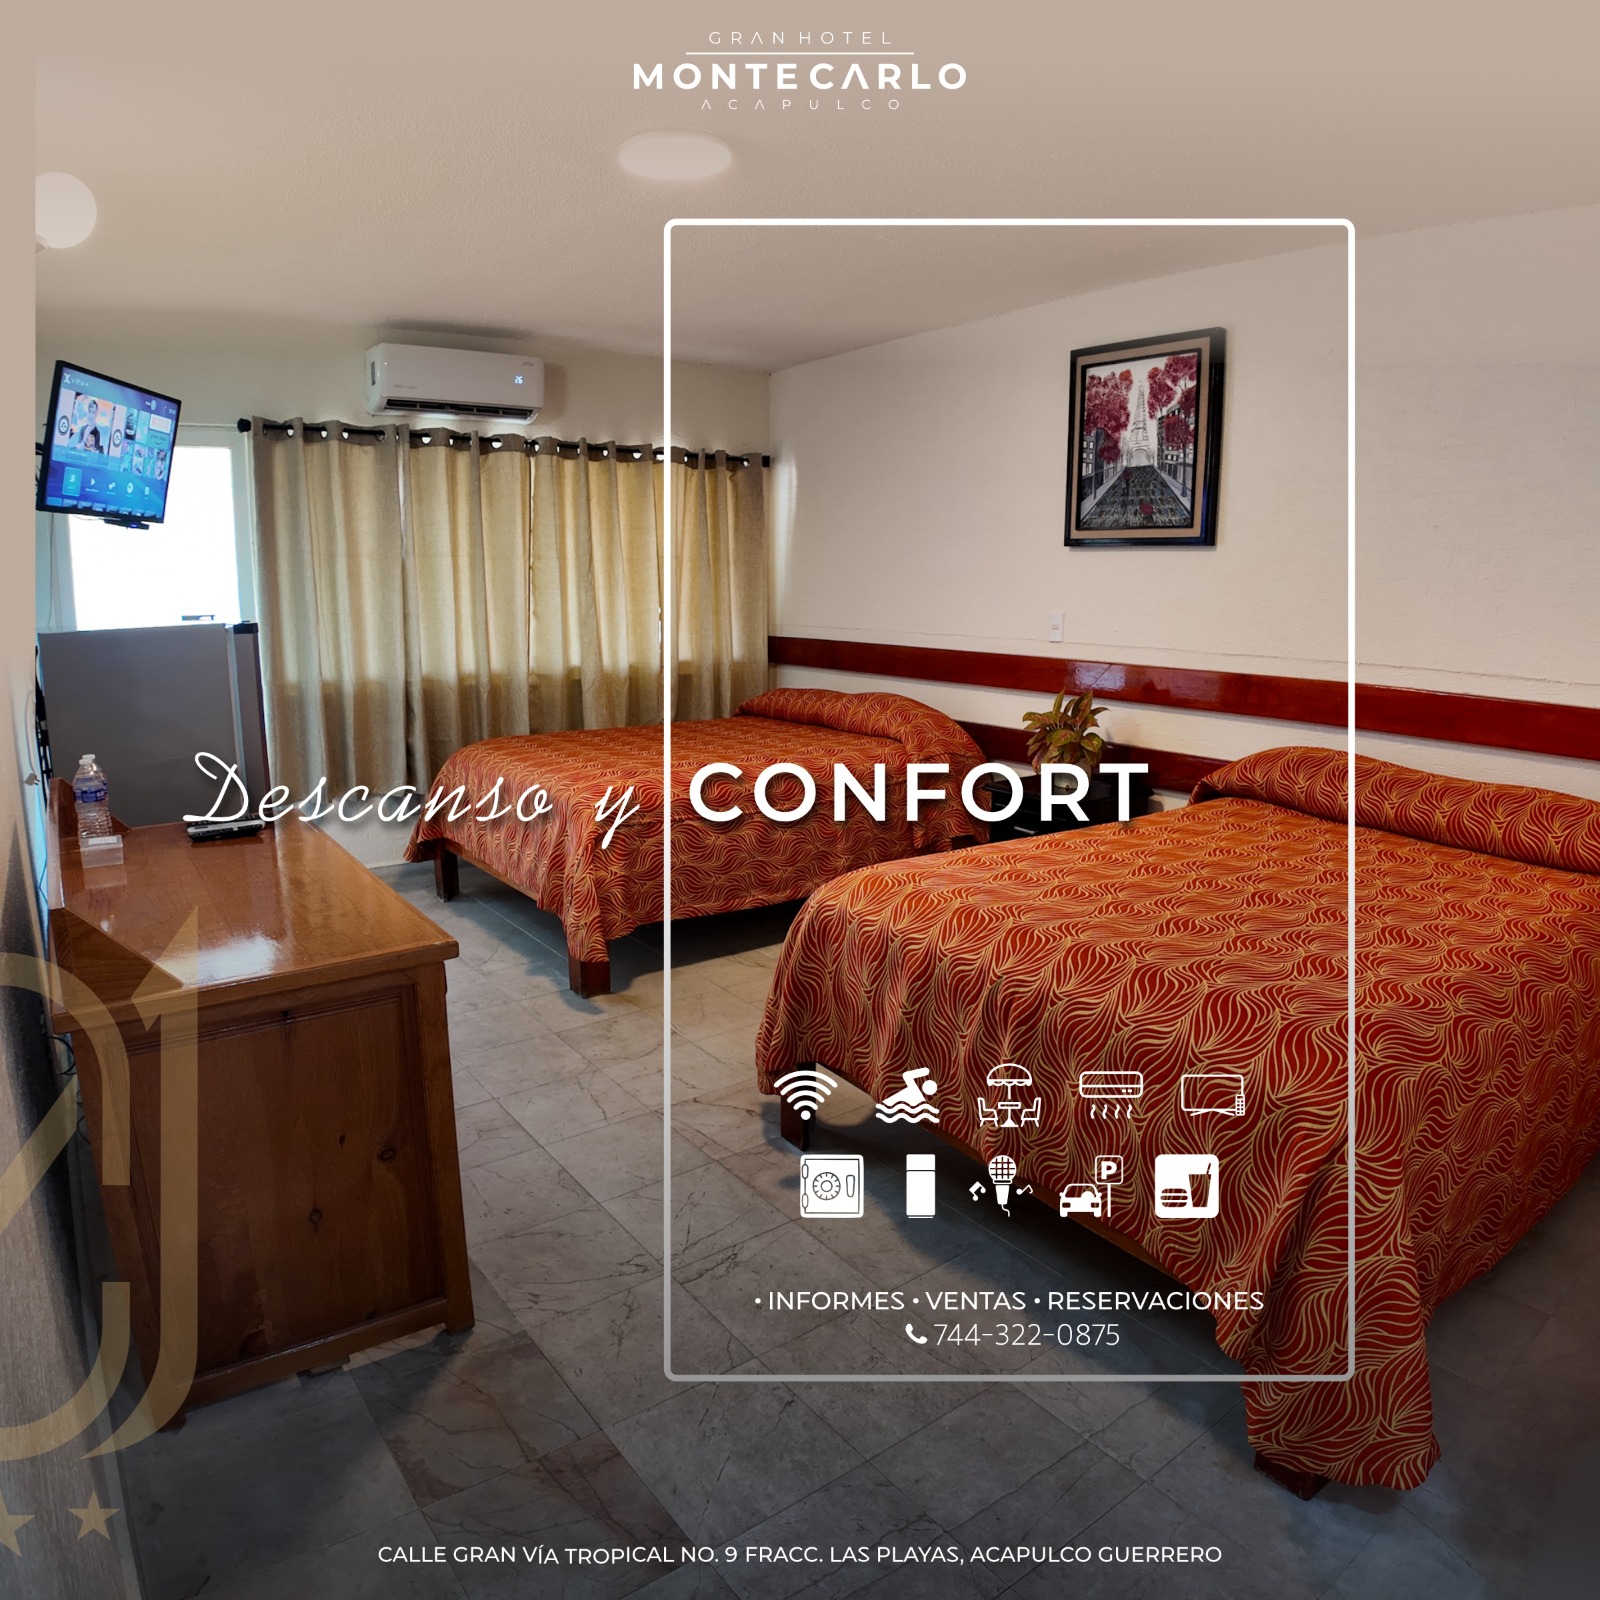 GRAN HOTEL
MONTECARLO
ACAPULCO
26
Descanso y CONFORT
P
• INFORMES • VENTAS • RESERVACIONES
744-322-0875
CALLE GRAN VÍA TROPICAL NO. 9 FRACC. LAS PLAYAS, ACAPULCO GUERRERO